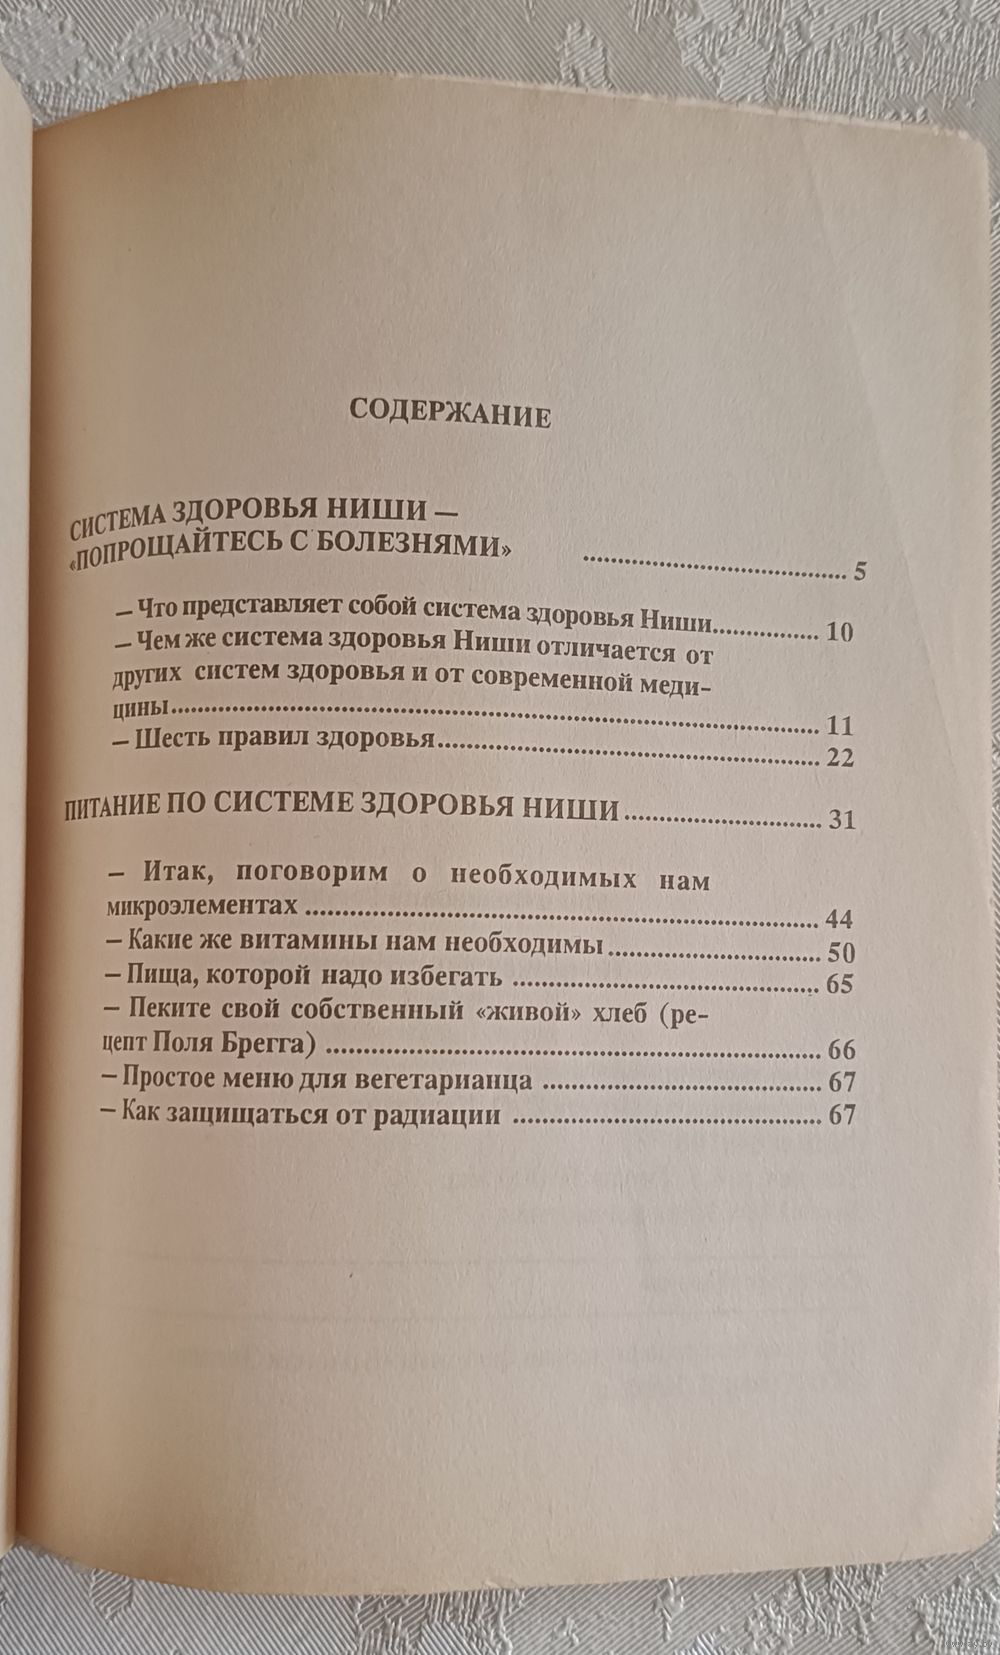 СОДЕРЖАНИЕ
СИСТЕМА ЗДОРОВЬЯ НИШИ —
«ПОПРОЩАЙТЕСЬ С БОЛЕЗНЯМИ» ........ 5
– Что представляет собой система здоровья Ниши........ 10
– Чем же система здоровья Ниши отличается от
других систем здоровья и от современной меди-
цины........ 11
– Шесть правил здоровья........ 22
ПИТАНИЕ ПО СИСТЕМЕ ЗДОРОВЬЯ НИШИ ........ 31
– Итак, поговорим о необходимых нам
микроэлементах ........ 44
– Какие же витамины нам необходимы ........ 50
– Пища, которой надо избегать ........ 65
– Пеките свой собственный «живой» хлеб (ре-
цепт Поля Брегга) ........ 66
– Простое меню для вегетарианца ........ 67
– Как защищаться от радиации ........ 67